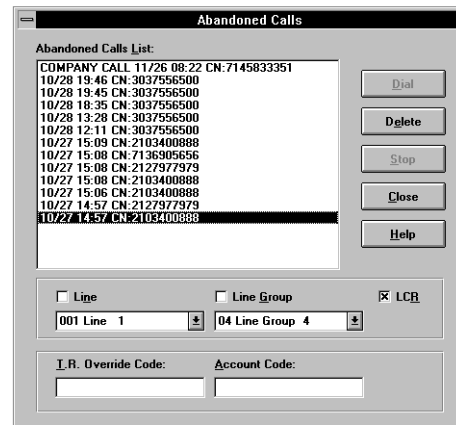 Abandoned Calls
Abandoned Calls List:
COMPANY CALL 11/26 08:22 CN:7145833351
10/28 19:46 CN:3037556500
10/28 19:45 CN:3037556500
10/28 18:35 CN:3037556500
10/28 13:28 CN:3037556500
10/28 12:11 CN:3037556500
10/27 15:09 CN:2103400888
10/27 15:08 CN:7136905656
10/27 15:08 CN:2127977979
10/27 15:08 CN:2103400888
10/27 15:06 CN:2103400888
10/27 14:57 CN:2127977979
10/27 14:57 CN:2103400888
Dial
Delete
Stop
Close
Help
Line
Line Group
LCR
001 Line 1
04 Line Group 4
T.R. Override Code:
Account Code: